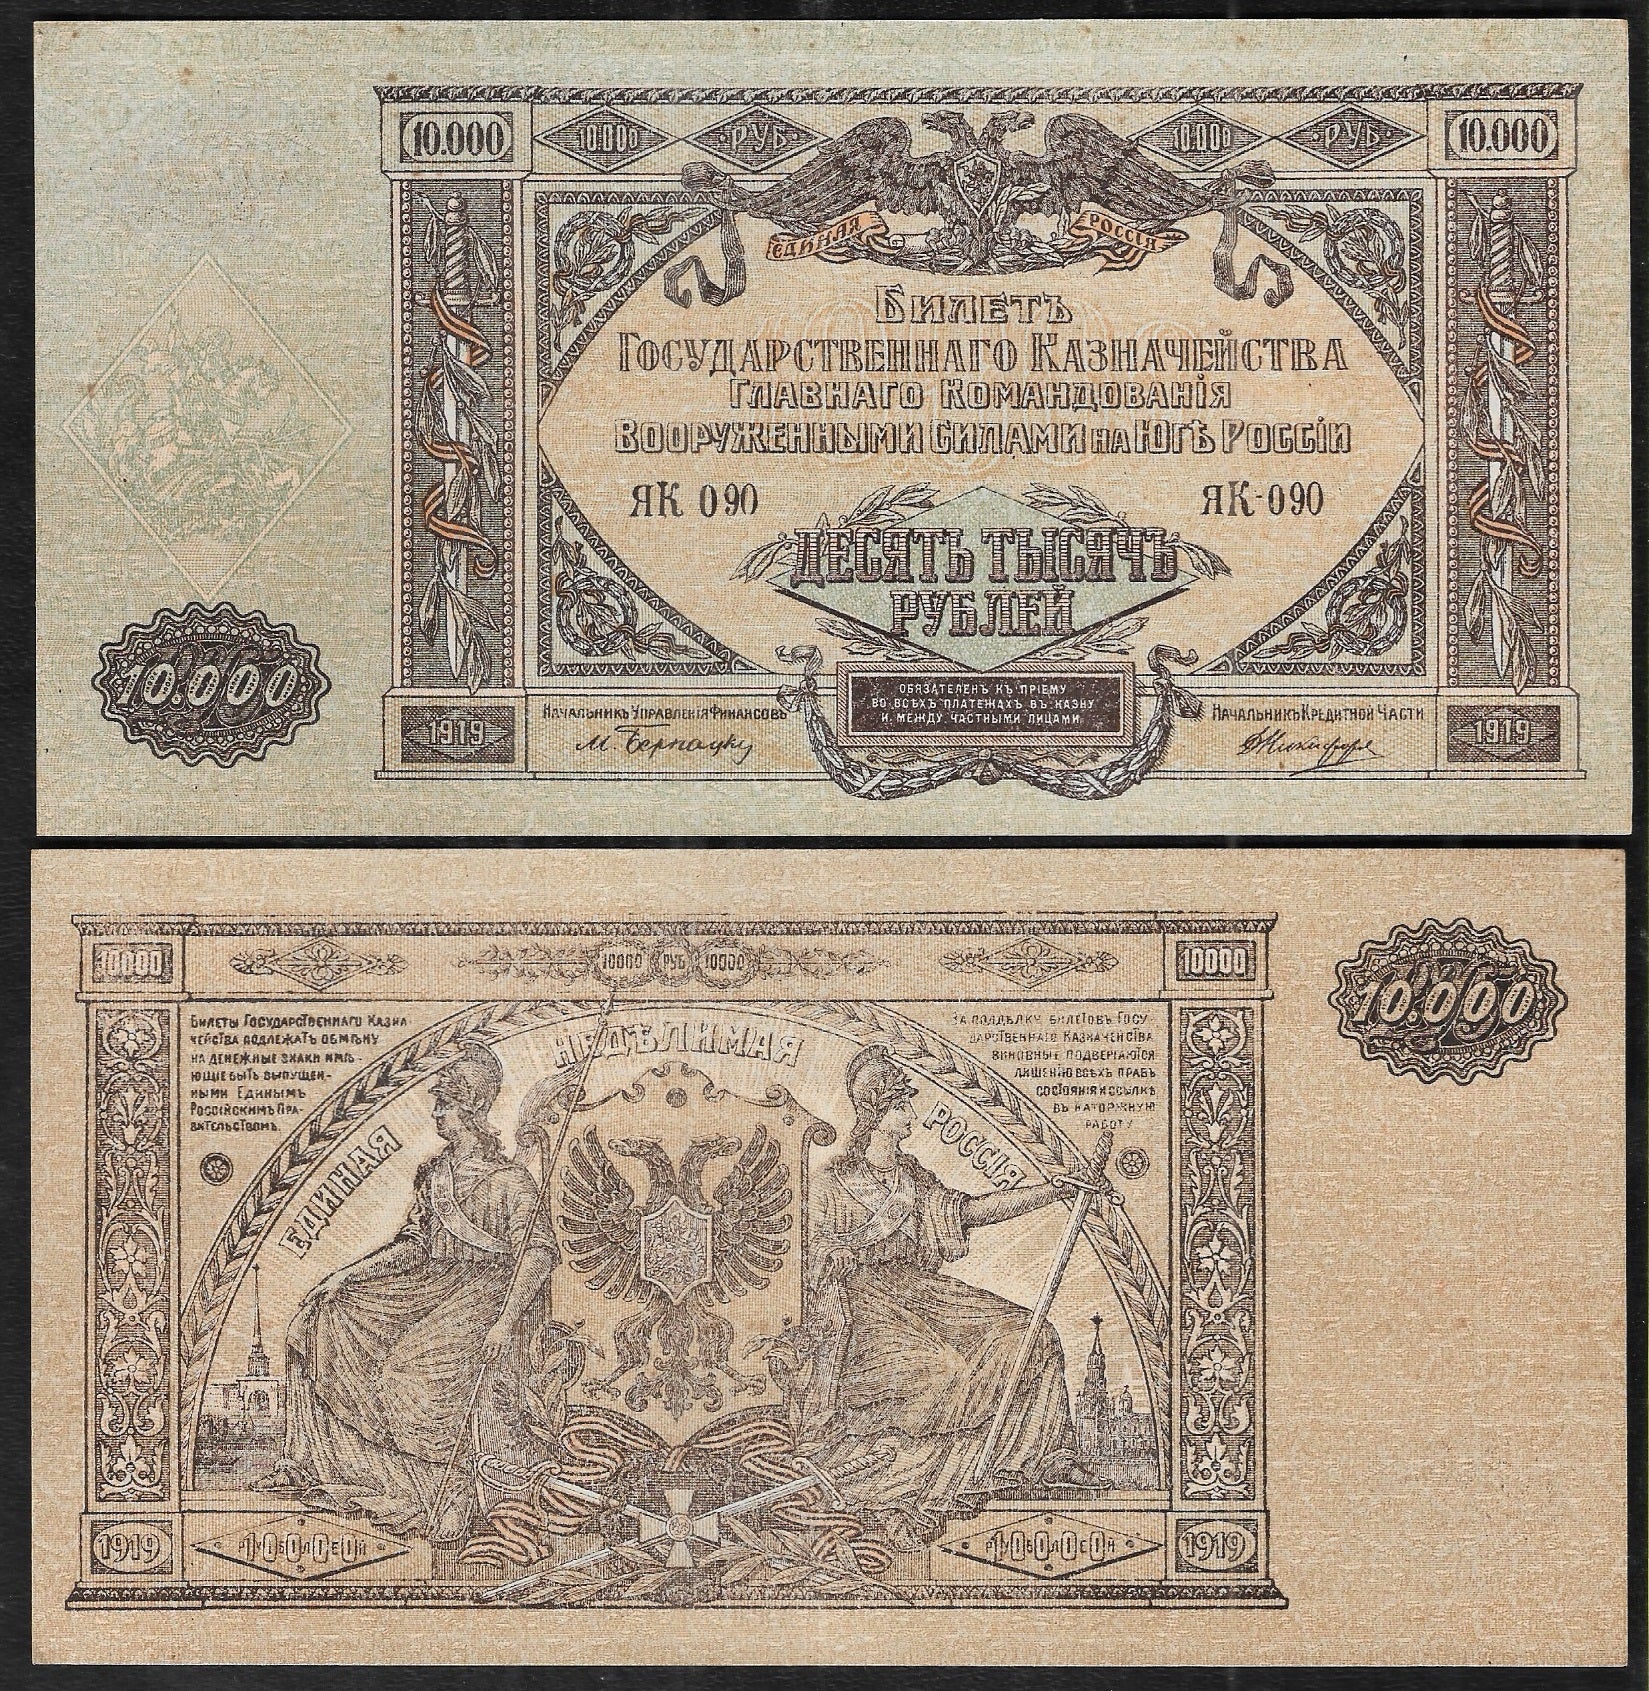 10.000 10.000 РУБ 10.000 РУБ 10.000
ЕДИНАЯ РОССІЯ
БИЛЕТЪ
ГОСУДАРСТВЕННАГО КАЗНАЧЕЙСТВА
ГЛАВНАГО КОМАНДОВАНІЯ
ВООРУЖЕННЫМИ СИЛАМИ НА ЮГѢ РОССІИ
ЯК 090 ЯК-090
ДЕСЯТЬ ТЫСЯЧЪ
РУБЛЕЙ
10.000
ОБЯЗАТЕЛЕНЪ КЪ ПРІЕМУ
ВО ВСѢХЪ ПЛАТЕЖАХЪ ВЪ КАЗНУ
И МЕЖДУ ЧАСТНЫМИ ЛИЦАМИ
1919 НАЧАЛЬНИКЪ УПРАВЛЕНІЯ ФИНАНСОВЪ НАЧАЛЬНИКЪ КРЕДИТНОЙ ЧАСТИ 1919
10000 10000 РУБ 10000 10000
10.000
БИЛЕТЫ ГОСУДАРСТВЕННАГО КАЗНА-
ЧЕЙСТВА ПОДЛЕЖАТЪ ОБМѢНУ
НА ДЕНЕЖНЫЕ ЗНАКИ ИМѢ-
ЮЩІЕ БЫТЬ ВЫПУЩЕН-
НЫМИ ЕДИНЫМЪ
РОССІЙСКИМЪ ПРА-
ВИТЕЛЬСТВОМЪ.
ЗА ПОДДѢЛКУ БИЛЕТОВЪ ГОСУ-
ДАРСТВЕННАГО КАЗНАЧЕЙСТВА
ВИНОВНЫЕ ПОДВЕРГАЮТСЯ
ЛИШЕНІЮ ВСѢХЪ ПРАВЪ
СОСТОЯНІЯ И ССЫЛКѢ
ВЪ КАТОРЖНУЮ
РАБОТУ
ЕДИНАЯ НЕДѢЛИМАЯ РОССІЯ
1919 10000 РУБЛЕЙ 10000 РУБЛЕЙ 1919